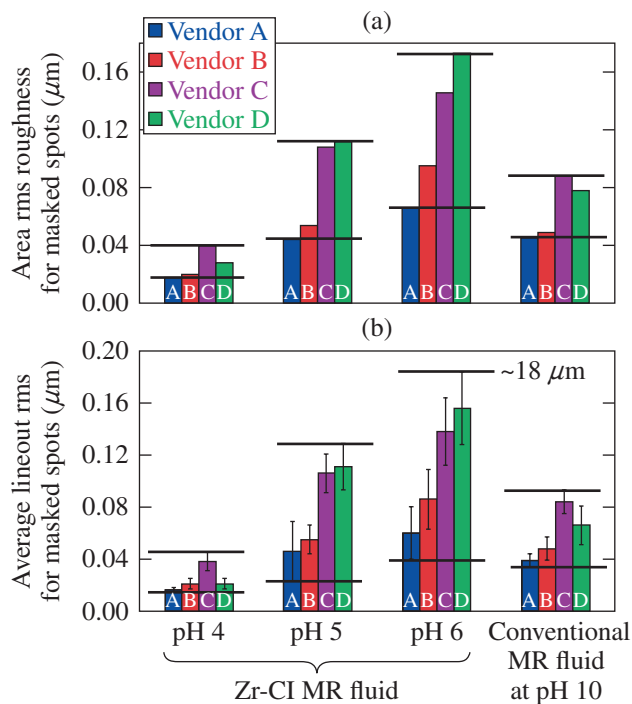 (a)
Area rms roughness
for masked spots (μm)
0.16
0.12
0.08
0.04
0.00
Vendor A
Vendor B
Vendor C
Vendor D
A B C D
A B C D
A B C D
A B C D
(b)
Average lineout rms
for masked spots (μm)
0.20
0.16
0.12
0.08
0.04
0.00
~18 μm
A B C D
A B C D
A B C D
A B C D
pH 4
pH 5
pH 6
Conventional
MR fluid
at pH 10
Zr-CI MR fluid